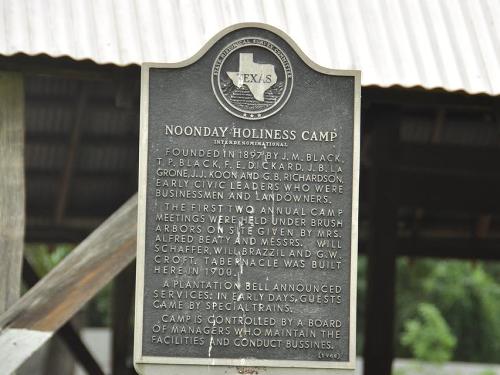 STATE HISTORICAL SURVEY COMMITTEE
TEXAS
NOONDAY HOLINESS CAMP
INTERDENOMINATIONAL
FOUNDED IN 1897 BY J. M. BLACK,
T. P. BLACK, F. E. DICKARD, J. B. LA
GRONE, J. J. KOON AND G. B. RICHARDSON,
EARLY CIVIC LEADERS WHO WERE
BUSINESSMEN AND LANDOWNERS.
THE FIRST TWO ANNUAL CAMP
MEETINGS WERE HELD UNDER BRUSH
ARBORS ON SITE GIVEN BY MRS.
ALFRED BEATY AND MESSRS. WILL
SCHAFFER, WILL BRAZZIL AND G. W.
CROFT. TABERNACLE WAS BUILT
HERE IN 1900.
A PLANTATION BELL ANNOUNCED
SERVICES: IN EARLY DAYS, GUESTS
CAME BY SPECIAL TRAINS.
CAMP IS CONTROLLED BY A BOARD
OF MANAGERS WHO MAINTAIN THE
FACILITIES AND CONDUCT BUSSINES.